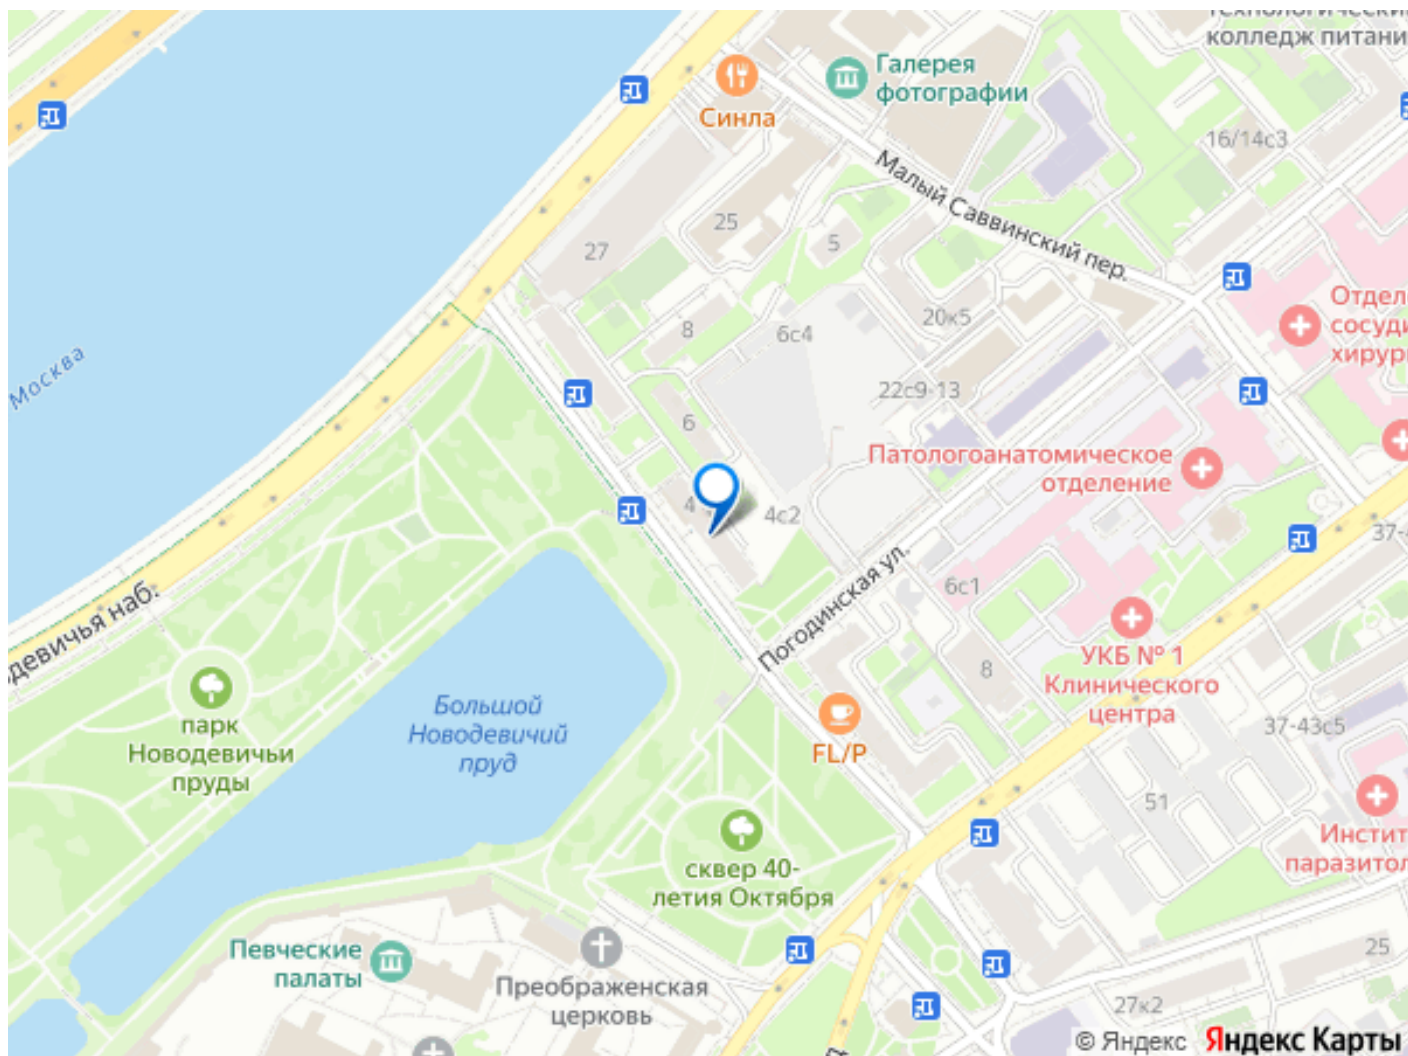 колледж питани
Галерея
фотографии
Синла
16/14с3
Малый Саввинский пер.
25
5
27
Отдел
сосуди
хирур
20к5
6с4
8
Москва
22с9-13
6
Патологоанатомическое
отделение
4
4с2
37-4
Погодинская ул.
6с1
девичья наб.
УКБ № 1
Клинического
центра
8
парк
Новодевичьи
пруды
Большой
Новодевичий
пруд
37-43с5
FL/P
51
Инстит
паразитол
сквер 40-
летия Октября
Певческие
палаты
25
Преображенская
церковь
27к2
© Яндекс Яндекс Карты